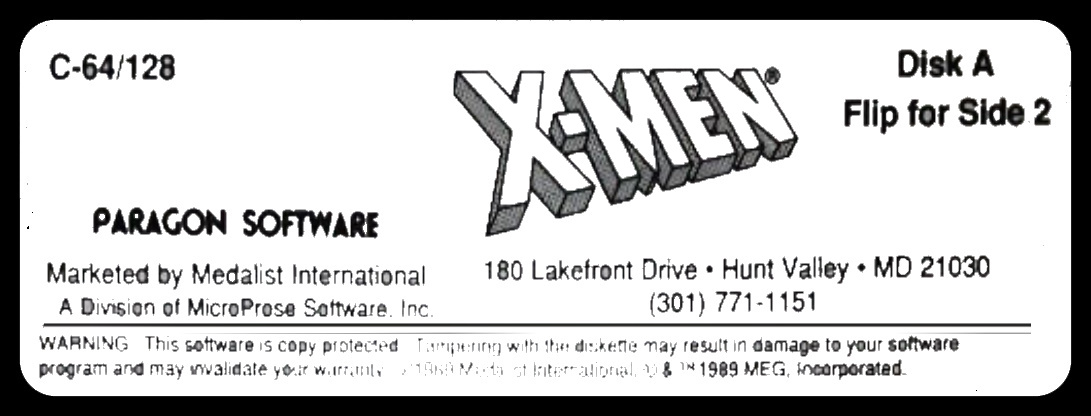 C-64/128
X-MEN®
Disk A
Flip for Side 2
PARAGON SOFTWARE
Marketed by Medalist International
A Division of MicroProse Software, Inc.
180 Lakefront Drive • Hunt Valley • MD 21030
(301) 771-1151
WARNING This software is copy protected. Tampering with the diskette may result in damage to your software
program and may invalidate your warranty. Medalist International, & ™ 1989 MEG, Incorporated.